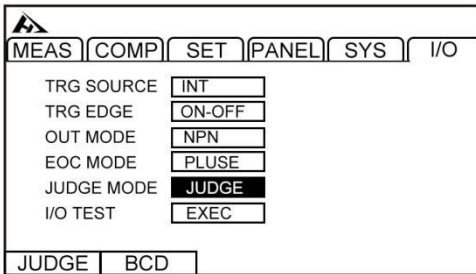 MEAS COMP SET PANEL SYS I/O
TRG SOURCE INT
TRG EDGE ON-OFF
OUT MODE NPN
EOC MODE PLUSE
JUDGE MODE JUDGE
I/O TEST EXEC
JUDGE BCD